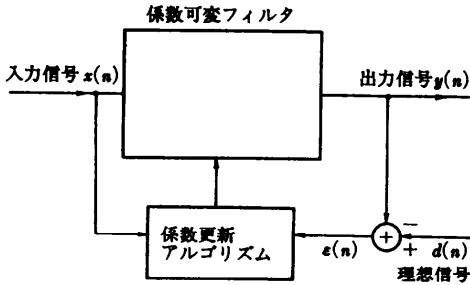 係数可変フィルタ
入力信号 x(n)
出力信号 y(n)
係数更新
アルゴリズム
ε(n)
−
+
+
d(n)
理想信号